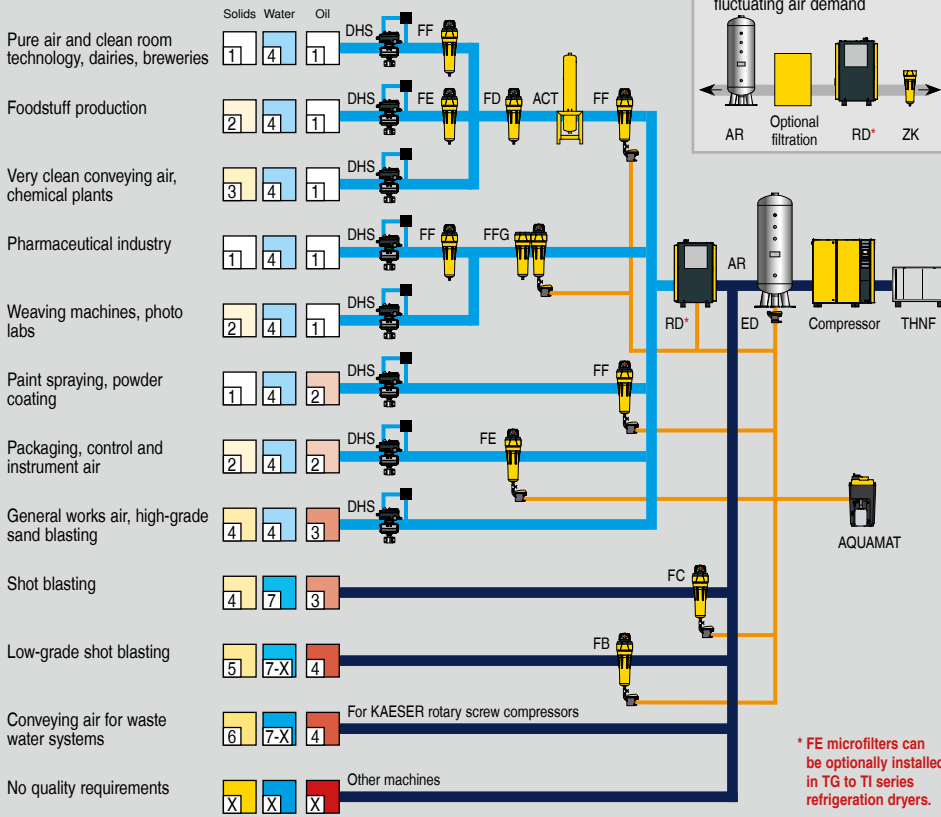 fluctuating air demand
AR
Optional
filtration
RD*
ZK
Solids Water Oil
Pure air and clean room
technology, dairies, breweries
1 4 1
DHS FF
Foodstuff production
2 4 1
DHS FE FD ACT FF
Very clean conveying air,
chemical plants
3 4 1
DHS
Pharmaceutical industry
1 4 1
DHS FF FFG
Weaving machines, photo
labs
2 4 1
DHS
AR
RD* ED Compressor THNF
Paint spraying, powder
coating
1 4 2
DHS FF
Packaging, control and
instrument air
2 4 2
DHS FE
General works air, high-grade
sand blasting
4 4 3
DHS
AQUAMAT
Shot blasting
4 7 3
FC
Low-grade shot blasting
5 7-X 4
FB
Conveying air for waste
water systems
6 7-X 4
For KAESER rotary screw compressors
No quality requirements
X X X
Other machines
* FE microfilters can
be optionally installed
in TG to TI series
refrigeration dryers.